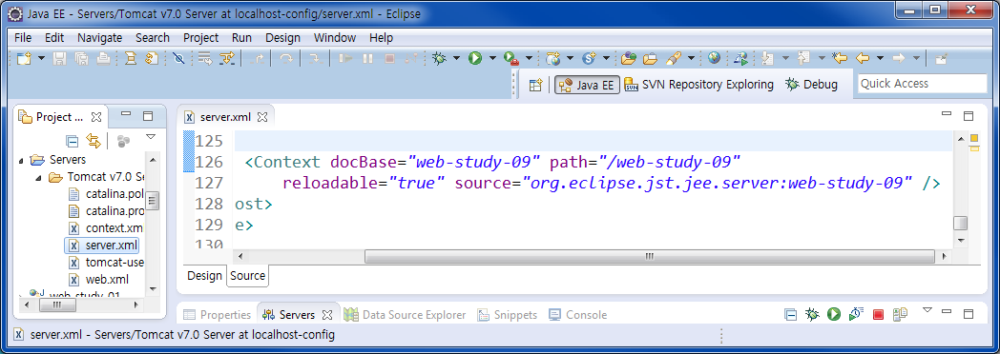 Java EE - Servers/Tomcat v7.0 Server at localhost-config/server.xml - Eclipse
File Edit Navigate Search Project Run Design Window Help
Java EE SVN Repository Exploring Debug Quick Access
Project ...
Servers
Tomcat v7.0 Se
catalina.pol
catalina.pro
context.xm
server.xml
tomcat-use
web.xml
web-study-01
server.xml
125
126 <Context docBase="web-study-09" path="/web-study-09"
127 reloadable="true" source="org.eclipse.jst.jee.server:web-study-09" />
128 ost>
129 e>
130
Design Source
Properties Servers Data Source Explorer Snippets Console
server.xml - Servers/Tomcat v7.0 Server at localhost-config